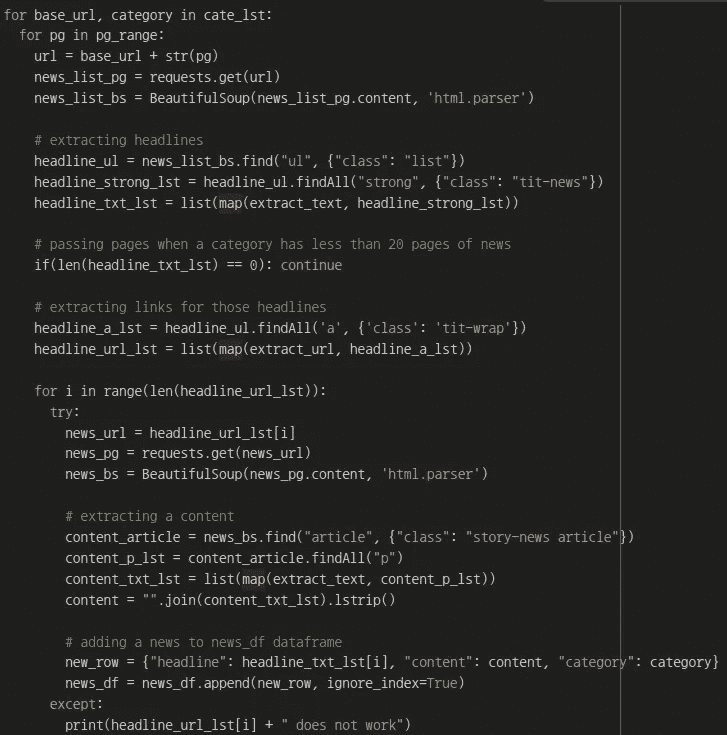 for base_url, category in cate_lst:
  for pg in pg_range:
    url = base_url + str(pg)
    news_list_pg = requests.get(url)
    news_list_bs = BeautifulSoup(news_list_pg.content, 'html.parser')

    # extracting headlines
    headline_ul = news_list_bs.find("ul", {"class": "list"})
    headline_strong_lst = headline_ul.findAll("strong", {"class": "tit-news"})
    headline_txt_lst = list(map(extract_text, headline_strong_lst))

    # passing pages when a category has less than 20 pages of news
    if(len(headline_txt_lst) == 0): continue

    # extracting links for those headlines
    headline_a_lst = headline_ul.findAll('a', {'class': 'tit-wrap'})
    headline_url_lst = list(map(extract_url, headline_a_lst))

    for i in range(len(headline_url_lst)):
      try:
        news_url = headline_url_lst[i]
        news_pg = requests.get(news_url)
        news_bs = BeautifulSoup(news_pg.content, 'html.parser')

        # extracting a content
        content_article = news_bs.find("article", {"class": "story-news article"})
        content_p_lst = content_article.findAll("p")
        content_txt_lst = list(map(extract_text, content_p_lst))
        content = "".join(content_txt_lst).lstrip()

        # adding a news to news_df dataframe
        new_row = {"headline": headline_txt_lst[i], "content": content, "category": category}
        news_df = news_df.append(new_row, ignore_index=True)
      except:
        print(headline_url_lst[i] + " does not work")